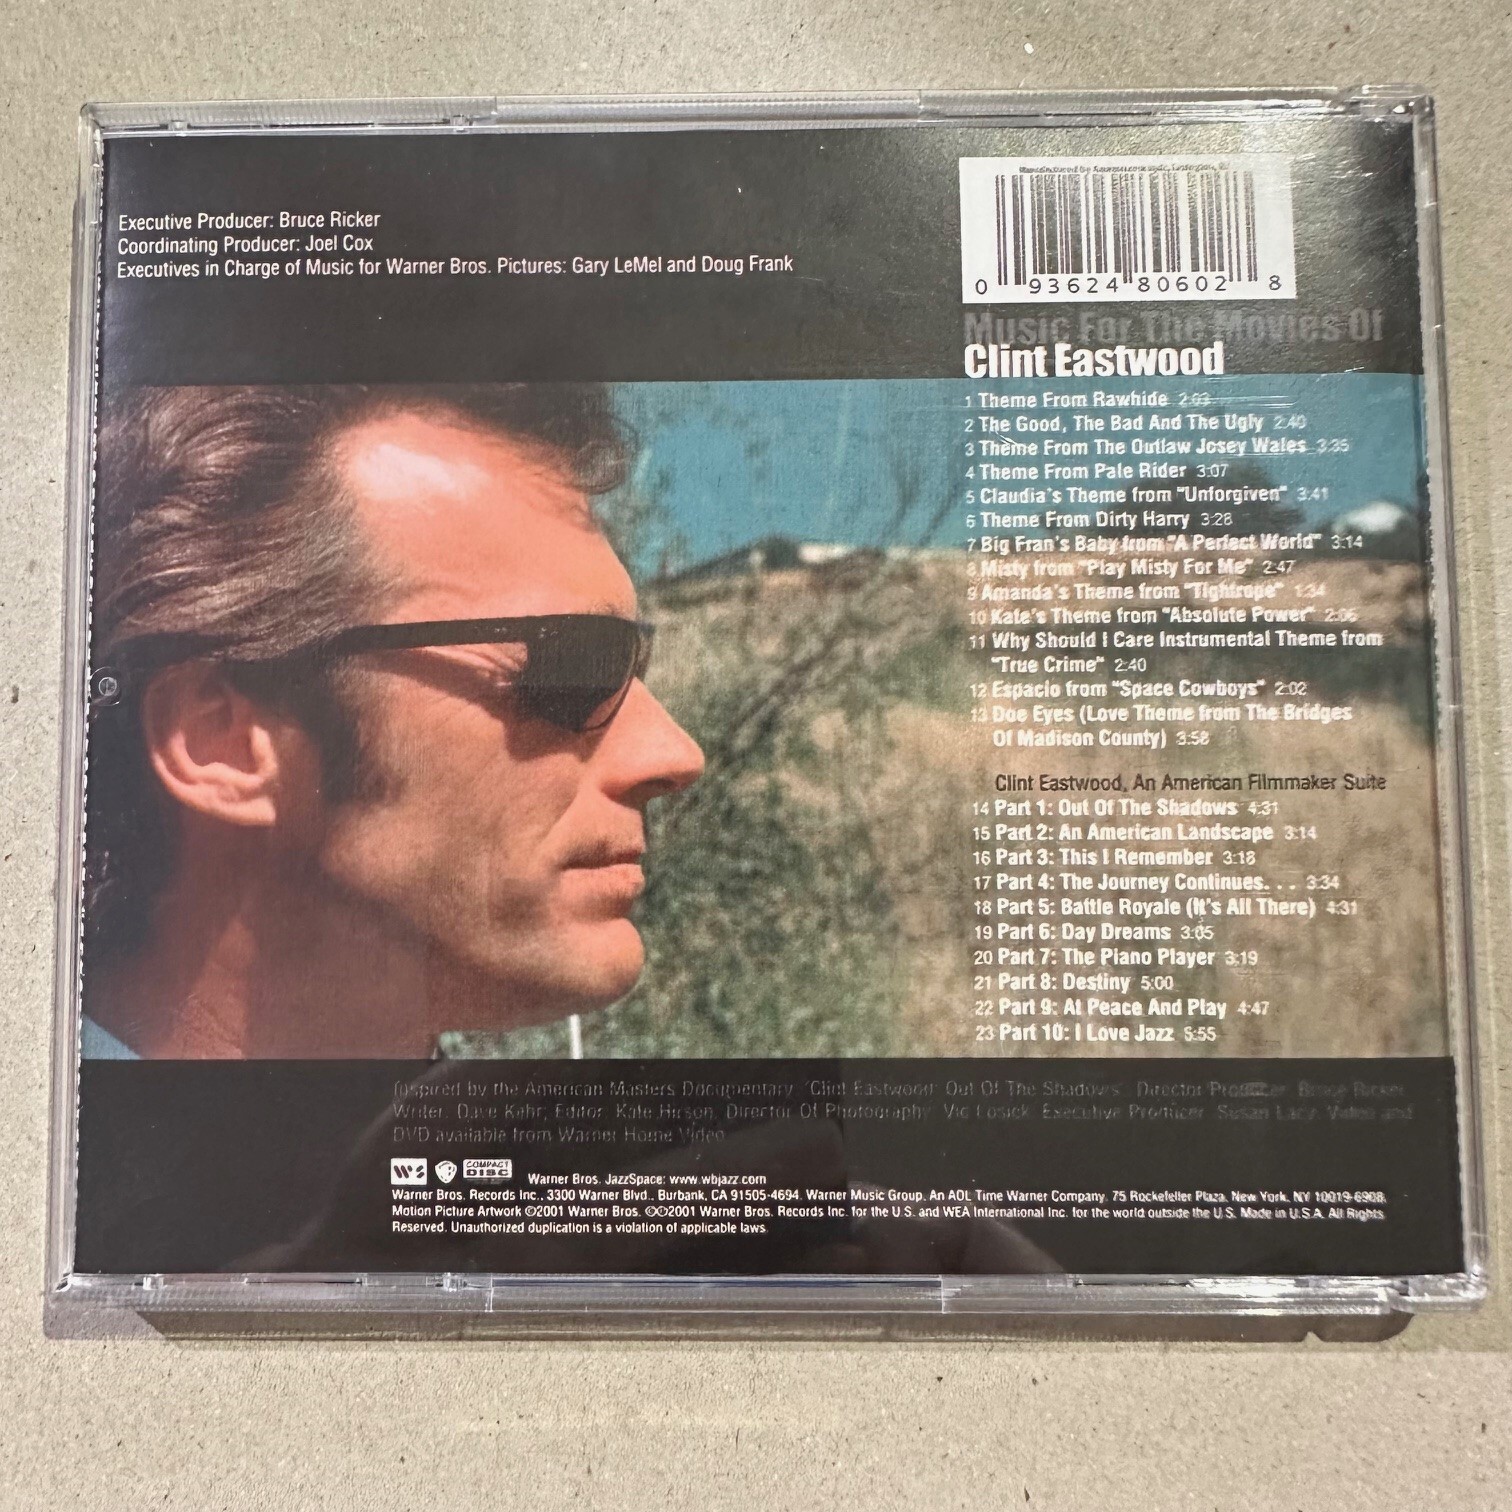 Executive Producer: Bruce Ricker
Coordinating Producer: Joel Cox
Executives in Charge of Music for Warner Bros. Pictures: Gary LeMel and Doug Frank
0 93624 80602 8
Music For The Movies Of
Clint Eastwood
1 Theme From Rawhide 2:03
2 The Good, The Bad And The Ugly 2:40
3 Theme From The Outlaw Josey Wales 3:35
4 Theme From Pale Rider 3:07
5 Claudia's Theme from "Unforgiven" 3:41
6 Theme From Dirty Harry 3:28
7 Big Fran's Baby from "A Perfect World" 3:14
8 Misty from "Play Misty For Me" 2:47
9 Amanda's Theme from "Tightrope" 1:34
10 Kate's Theme from "Absolute Power" 2:06
11 Why Should I Care Instrumental Theme from
"True Crime" 2:40
12 Espacio from "Space Cowboys" 2:02
13 Doe Eyes (Love Theme from The Bridges
Of Madison County) 3:58
Clint Eastwood, An American Filmmaker Suite
14 Part 1: Out Of The Shadows 4:31
15 Part 2: An American Landscape 3:14
16 Part 3: This I Remember 3:18
17 Part 4: The Journey Continues. . . 3:34
18 Part 5: Battle Royale (It's All There) 4:31
19 Part 6: Day Dreams 3:05
20 Part 7: The Piano Player 3:19
21 Part 8: Destiny 5:00
22 Part 9: At Peace And Play 4:47
23 Part 10: I Love Jazz 5:55
Inspired by the American Masters Documentary "Clint Eastwood: Out Of The Shadows". Director/Producer: Bruce Ricker,
Writer: Dave Kehr, Editor: Kate Hirson, Director Of Photography: Vic Losick, Executive Producer: Susan Lacy. Video and
DVD available from Warner Home Video
COMPACT
DISC
Warner Bros. JazzSpace: www.wbjazz.com
Warner Bros. Records Inc., 3300 Warner Blvd., Burbank, CA 91505-4694. Warner Music Group. An AOL Time Warner Company. 75 Rockefeller Plaza, New York, NY 10019-6908.
Motion Picture Artwork ©2001 Warner Bros. ©℗2001 Warner Bros. Records Inc. for the U.S. and WEA International Inc. for the world outside the U.S. Made in U.S.A. All Rights
Reserved. Unauthorized duplication is a violation of applicable laws.